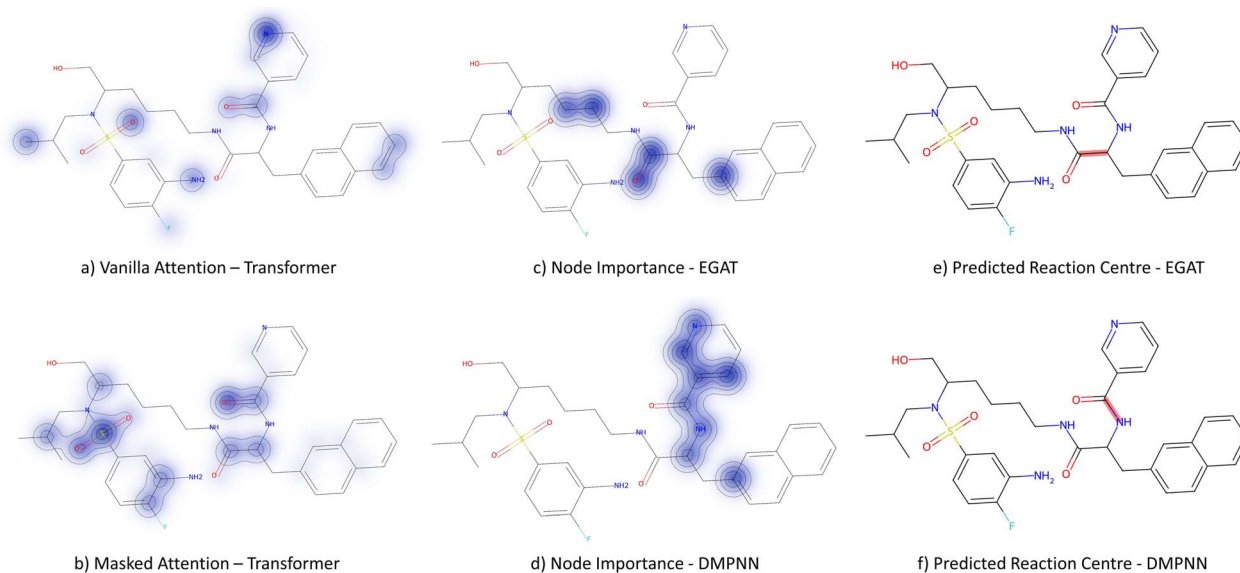 N
HO
N
O
O
S
O
NH
NH
O
NH2
F
a) Vanilla Attention – Transformer
N
HO
N
O
O
S
O
NH
NH
O
NH2
F
c) Node Importance - EGAT
N
HO
N
O
O
S
O
NH
NH
O
NH2
F
e) Predicted Reaction Centre - EGAT
N
HO
N
O
O
S
O
NH
NH
O
NH2
F
b) Masked Attention – Transformer
N
HO
N
O
O
S
O
NH
NH
O
NH2
F
d) Node Importance - DMPNN
N
HO
N
O
O
S
O
NH
NH
O
NH2
F
f) Predicted Reaction Centre - DMPNN